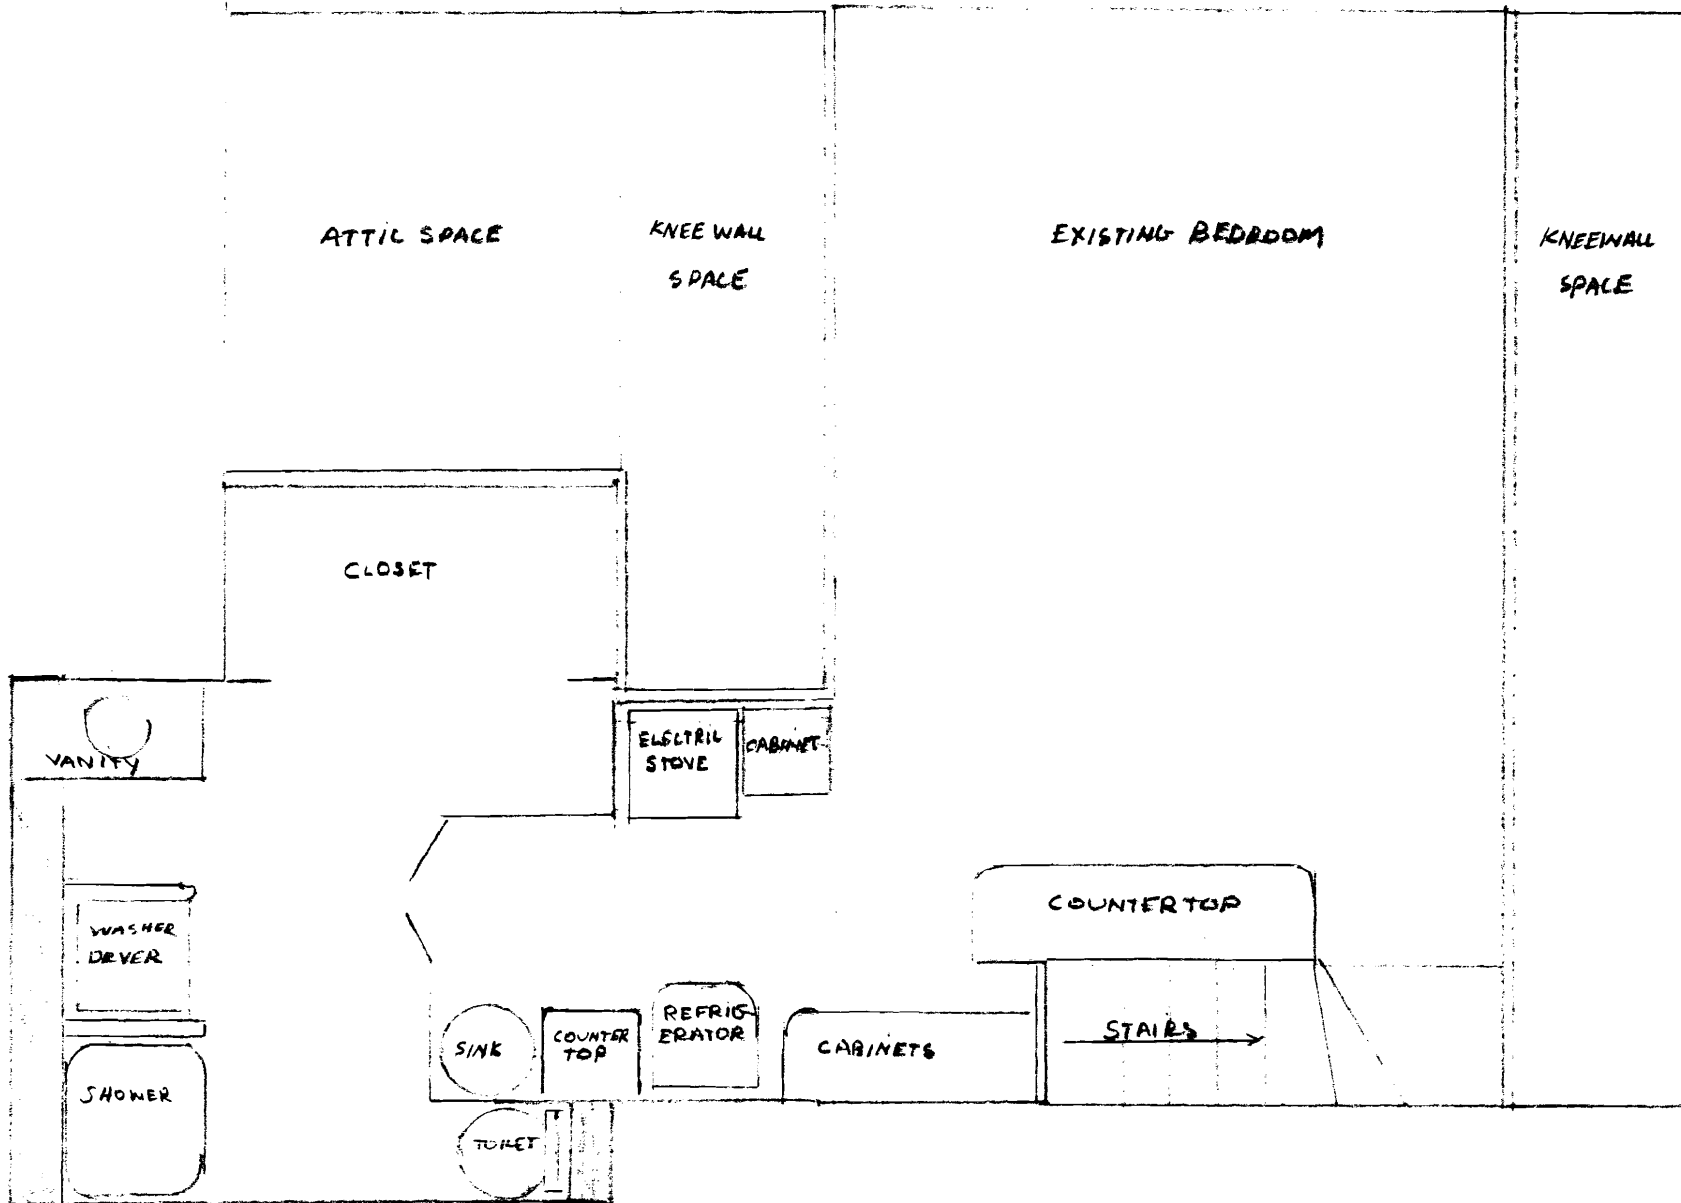 ATTIC SPACE
KNEE WALL
SPACE
EXISTING BEDROOM
KNEEWALL
SPACE
CLOSET
VANITY
ELECTRIC
STOVE
CABINET
WASHER
DRYER
COUNTERTOP
SINK
COUNTER
TOP
REFRIG
ERATOR
CABINETS
STAIRS
SHOWER
TOILET